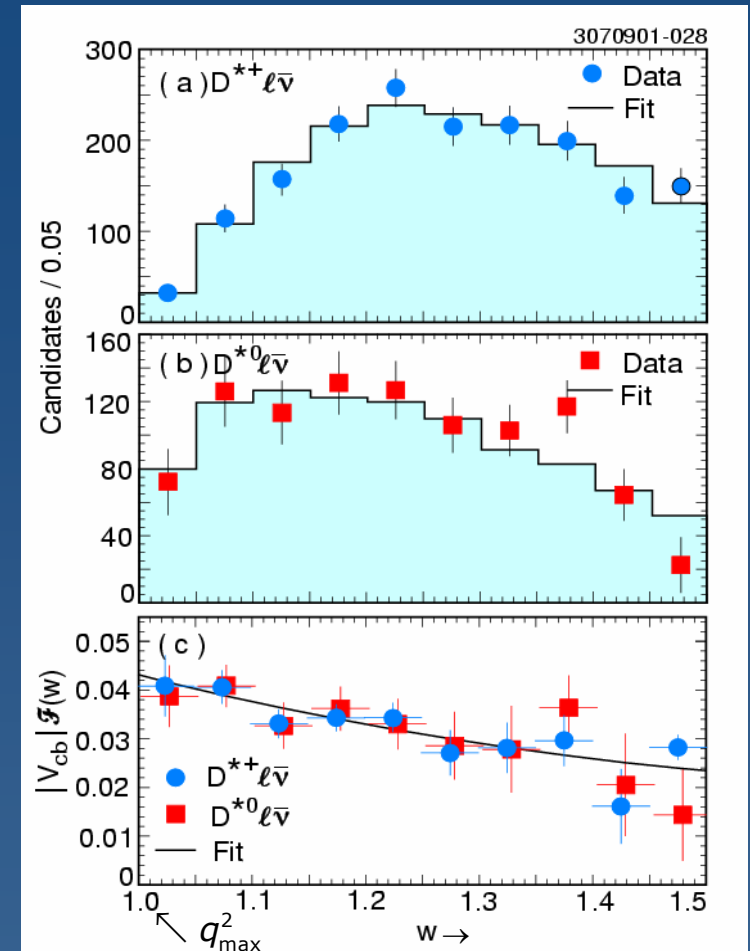 3070901-028
300
( a ) D*+ℓν̄
Data
Fit
200
100
0
Candidates / 0.05
160
( b ) D*0ℓν̄
Data
Fit
120
80
40
0
0.05
( c )
0.04
0.03
0.02
0.01
0
|Vcb| ℱ(w)
D*+ℓν̄
D*0ℓν̄
Fit
1.0 1.1 1.2 1.3 1.4 1.5
q²max
w →